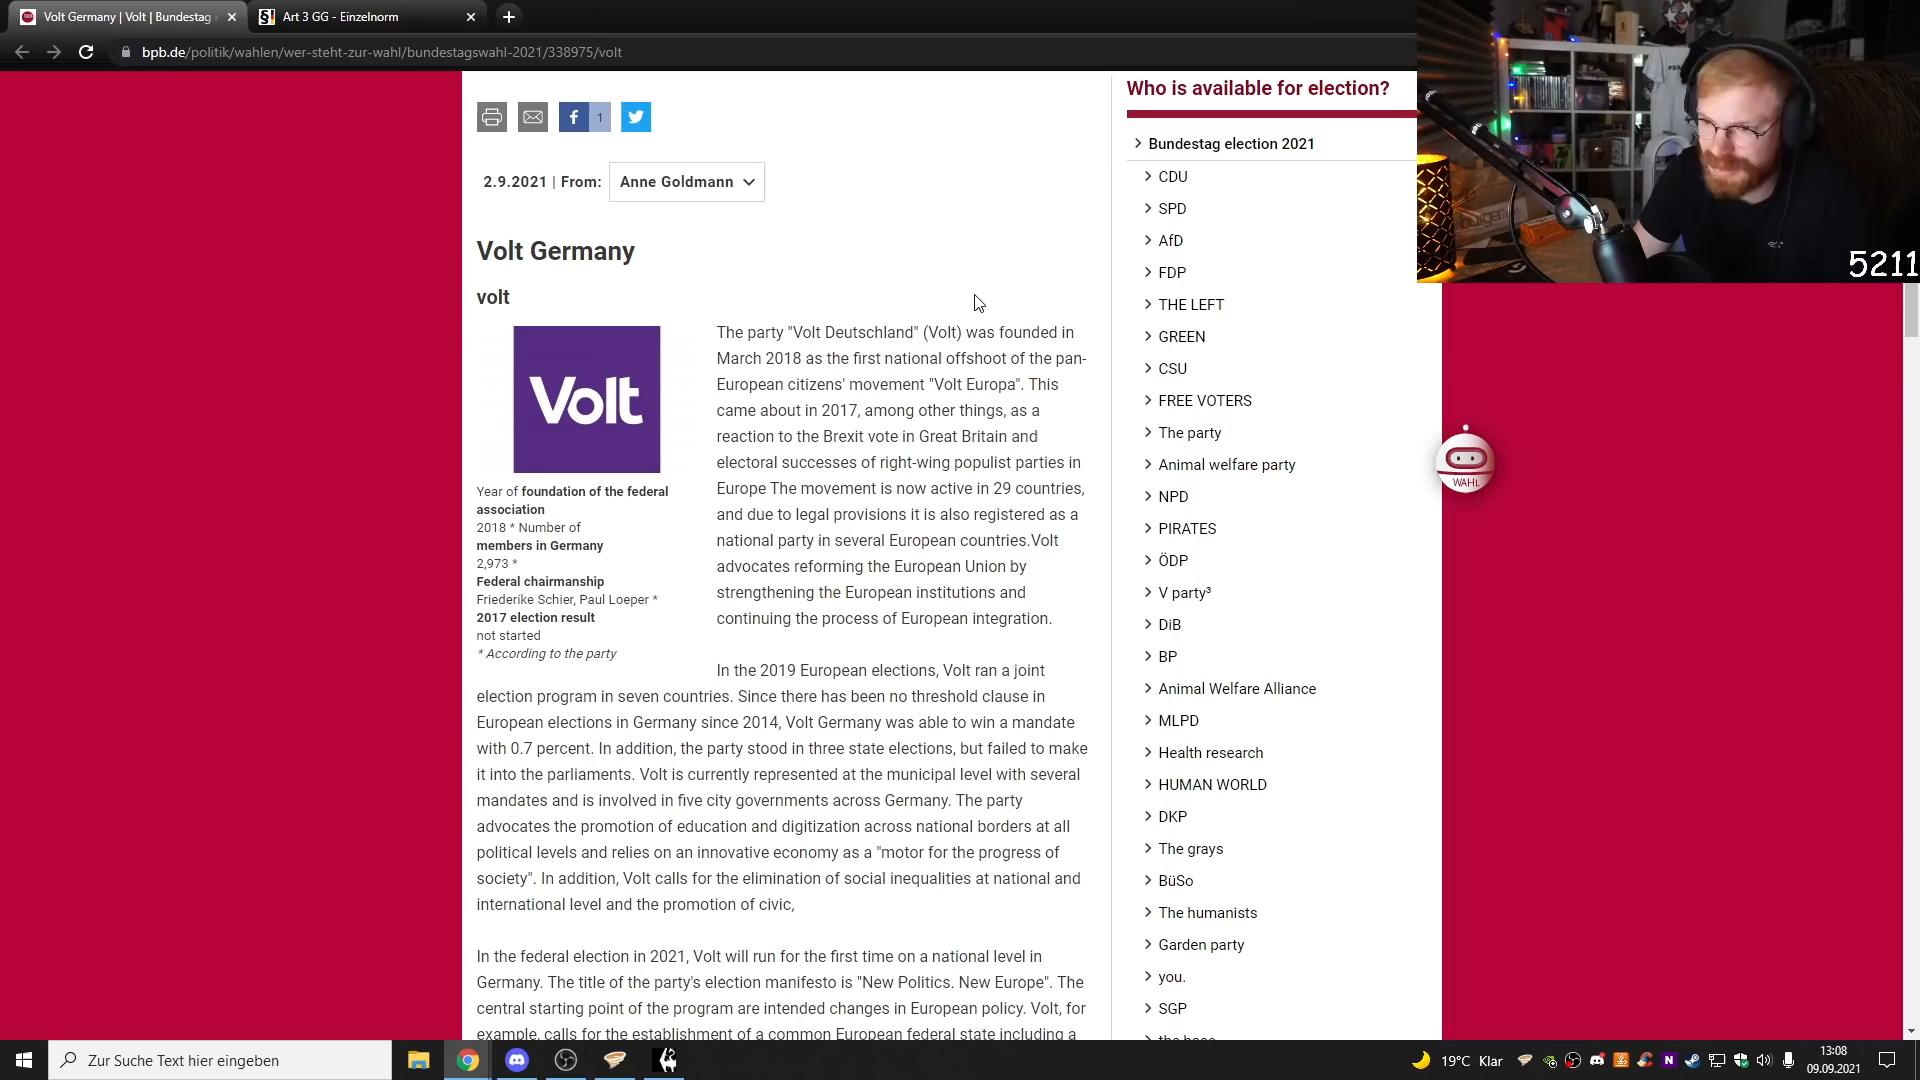 Volt Germany | Volt | Bundestag
Art 3 GG - Einzelnorm
bpb.de/politik/wahlen/wer-steht-zur-wahl/bundestagswahl-2021/338975/volt
1
2.9.2021 | From: Anne Goldmann
Volt Germany
volt
Volt
Year of foundation of the federal
association
2018 * Number of
members in Germany
2,973 *
Federal chairmanship
Friederike Schier, Paul Loeper *
2017 election result
not started
* According to the party
The party "Volt Deutschland" (Volt) was founded in
March 2018 as the first national offshoot of the pan-
European citizens' movement "Volt Europa". This
came about in 2017, among other things, as a
reaction to the Brexit vote in Great Britain and
electoral successes of right-wing populist parties in
Europe The movement is now active in 29 countries,
and due to legal provisions it is also registered as a
national party in several European countries.Volt
advocates reforming the European Union by
strengthening the European institutions and
continuing the process of European integration.
In the 2019 European elections, Volt ran a joint
election program in seven countries. Since there has been no threshold clause in
European elections in Germany since 2014, Volt Germany was able to win a mandate
with 0.7 percent. In addition, the party stood in three state elections, but failed to make
it into the parliaments. Volt is currently represented at the municipal level with several
mandates and is involved in five city governments across Germany. The party
advocates the promotion of education and digitization across national borders at all
political levels and relies on an innovative economy as a "motor for the progress of
society". In addition, Volt calls for the elimination of social inequalities at national and
international level and the promotion of civic,
In the federal election in 2021, Volt will run for the first time on a national level in
Germany. The title of the party's election manifesto is "New Politics. New Europe". The
central starting point of the program are intended changes in European policy. Volt, for
example, calls for the establishment of a common European federal state including a
Who is available for election?
Bundestag election 2021
CDU
SPD
AfD
FDP
THE LEFT
GREEN
CSU
FREE VOTERS
The party
Animal welfare party
NPD
PIRATES
ÖDP
V party³
DiB
BP
Animal Welfare Alliance
MLPD
Health research
HUMAN WORLD
DKP
The grays
BüSo
The humanists
Garden party
you.
SGP
the base
5211
WAHL
Zur Suche Text hier eingeben
19°C Klar
13:08
09.09.2021